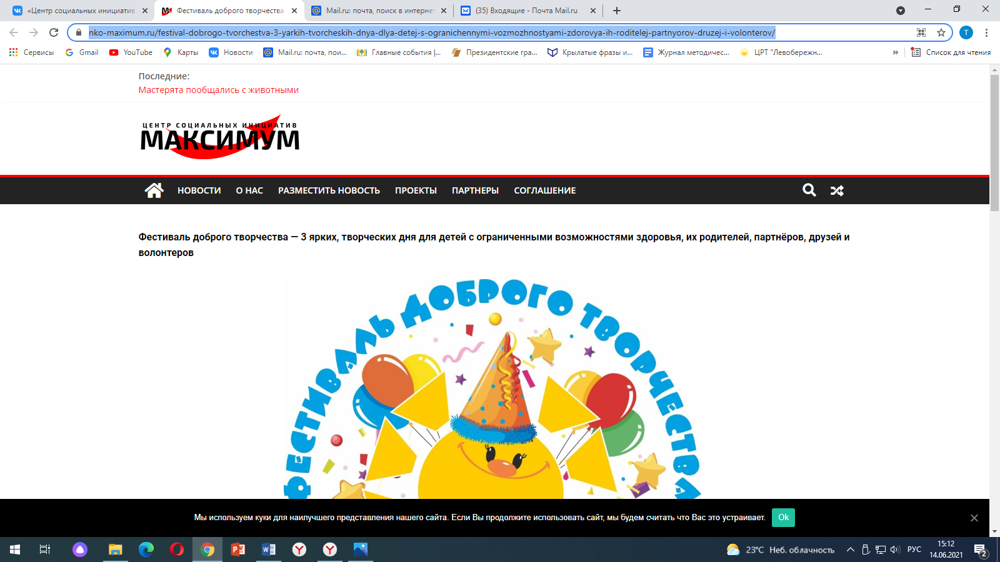 «Центр социальных инициатив
Фестиваль доброго творчества
Mail.ru: почта, поиск в интернет
(35) Входящие - Почта Mail.ru
nko-maximum.ru/festival-dobrogo-tvorchestva-3-yarkih-tvorcheskih-dnya-dlya-detej-s-ogranichennymi-vozmozhnostyami-zdorovya-ih-roditelej-partnyorov-druzej-i-volonterov/
T
Сервисы
Gmail
YouTube
Карты
Новости
Mail.ru: почта, пои...
Главные события |...
Президентские гра...
Крылатые фразы и...
Журнал методичес...
ЦРТ "Левобережн...
»
Список для чтения
Последние:
Мастерята пообщались с животными
ЦЕНТР СОЦИАЛЬНЫХ ИНИЦИАТИВ
МАКСИМУМ
НОВОСТИ
О НАС
РАЗМЕСТИТЬ НОВОСТЬ
ПРОЕКТЫ
ПАРТНЕРЫ
СОГЛАШЕНИЕ
Фестиваль доброго творчества — 3 ярких, творческих дня для детей с ограниченными возможностями здоровья, их родителей, партнёров, друзей и
волонтеров
ФЕСТИВАЛЬ ДОБРОГО ТВОРЧЕСТВА
Мы используем куки для наилучшего представления нашего сайта. Если Вы продолжите использовать сайт, мы будем считать что Вас это устраивает.
Ok
23°C Неб. облачность
РУС
15:12
14.06.2021
2